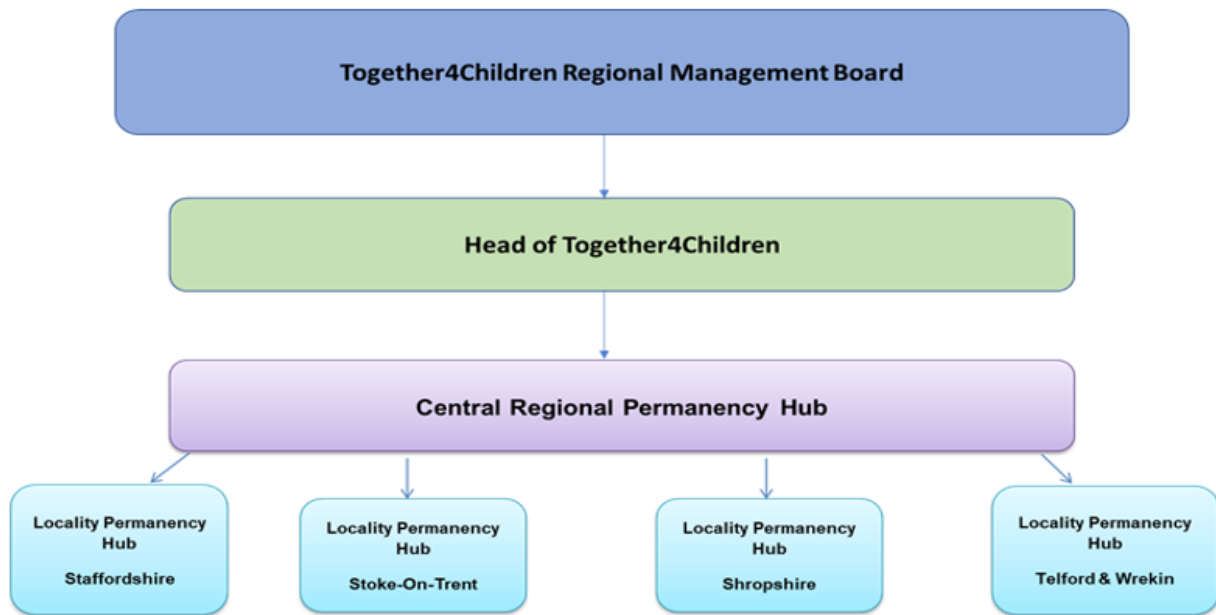 Together4Children Regional Management Board
Head of Together4Children
Central Regional Permanency Hub
Locality Permanency
Hub
Staffordshire
Locality Permanency
Hub
Stoke-On-Trent
Locality Permanency
Hub
Shropshire
Locality Permanency
Hub
Telford & Wrekin